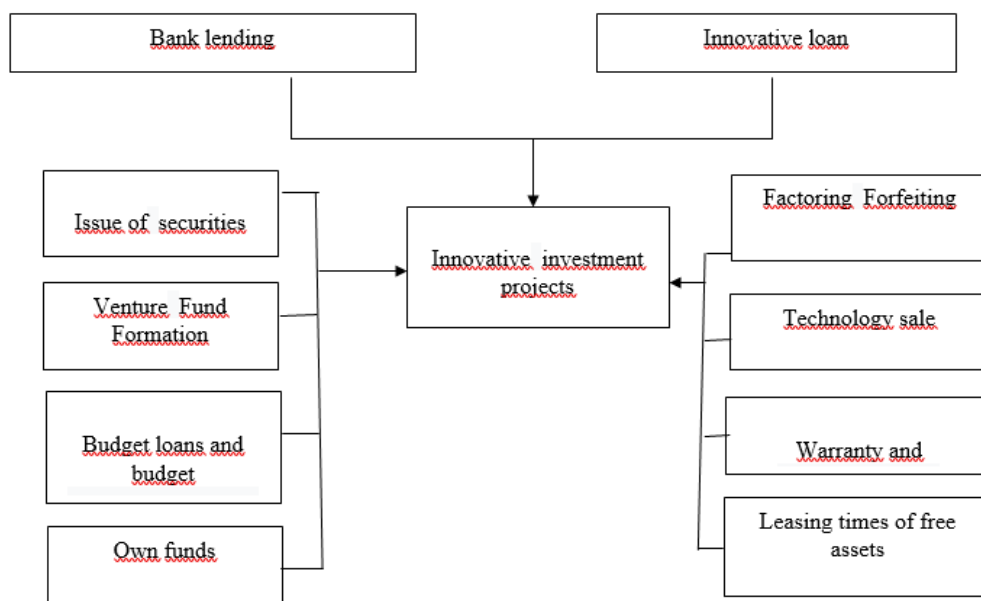 Bank lending
Innovative loan
Issue of securities
Venture Fund
Formation
Budget loans and
budget
Own funds
Innovative investment
projects
Factoring Forfeiting
Technology sale
Warranty and
Leasing times of free
assets